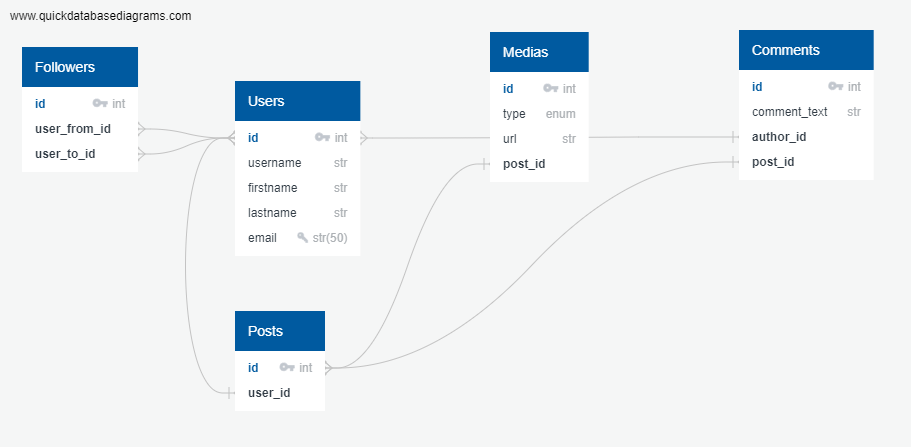 www.quickdatabasediagrams.com
Followers
id int
user_from_id
user_to_id
Users
id int
username str
firstname str
lastname str
email str(50)
Posts
id int
user_id
Medias
id int
type enum
url str
post_id
Comments
id int
comment_text str
author_id
post_id